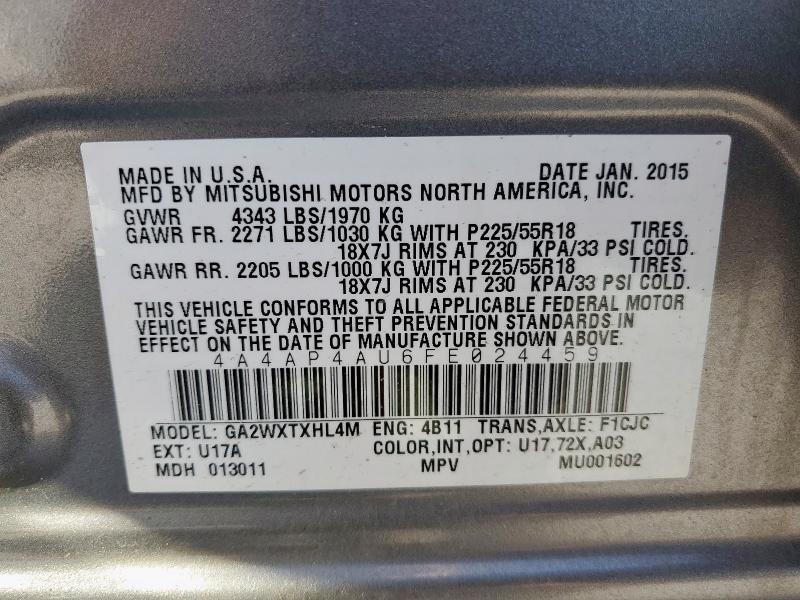 MADE IN U.S.A. DATE JAN. 2015
MFD BY MITSUBISHI MOTORS NORTH AMERICA, INC.
GVWR 4343 LBS/1970 KG
GAWR FR. 2271 LBS/1030 KG WITH P225/55R18 TIRES.
18X7J RIMS AT 230 KPA/33 PSI COLD.
GAWR RR. 2205 LBS/1000 KG WITH P225/55R18 TIRES.
18X7J RIMS AT 230 KPA/33 PSI COLD.
THIS VEHICLE CONFORMS TO ALL APPLICABLE FEDERAL MOTOR
VEHICLE SAFETY AND THEFT PREVENTION STANDARDS IN
EFFECT ON THE DATE OF MANUFACTURE SHOWN ABOVE.
4A4AP4AU6FE024459
MODEL: GA2WXTXHL4M ENG: 4B11 TRANS,AXLE: F1CJC
EXT: U17A COLOR,INT,OPT: U17,72X,A03
MDH 013011 MPV MU001602